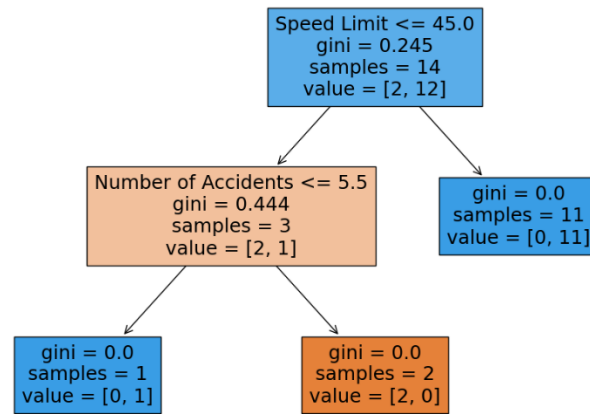 Speed Limit <= 45.0
gini = 0.245
samples = 14
value = [2, 12]
Number of Accidents <= 5.5
gini = 0.444
samples = 3
value = [2, 1]
gini = 0.0
samples = 11
value = [0, 11]
gini = 0.0
samples = 1
value = [0, 1]
gini = 0.0
samples = 2
value = [2, 0]